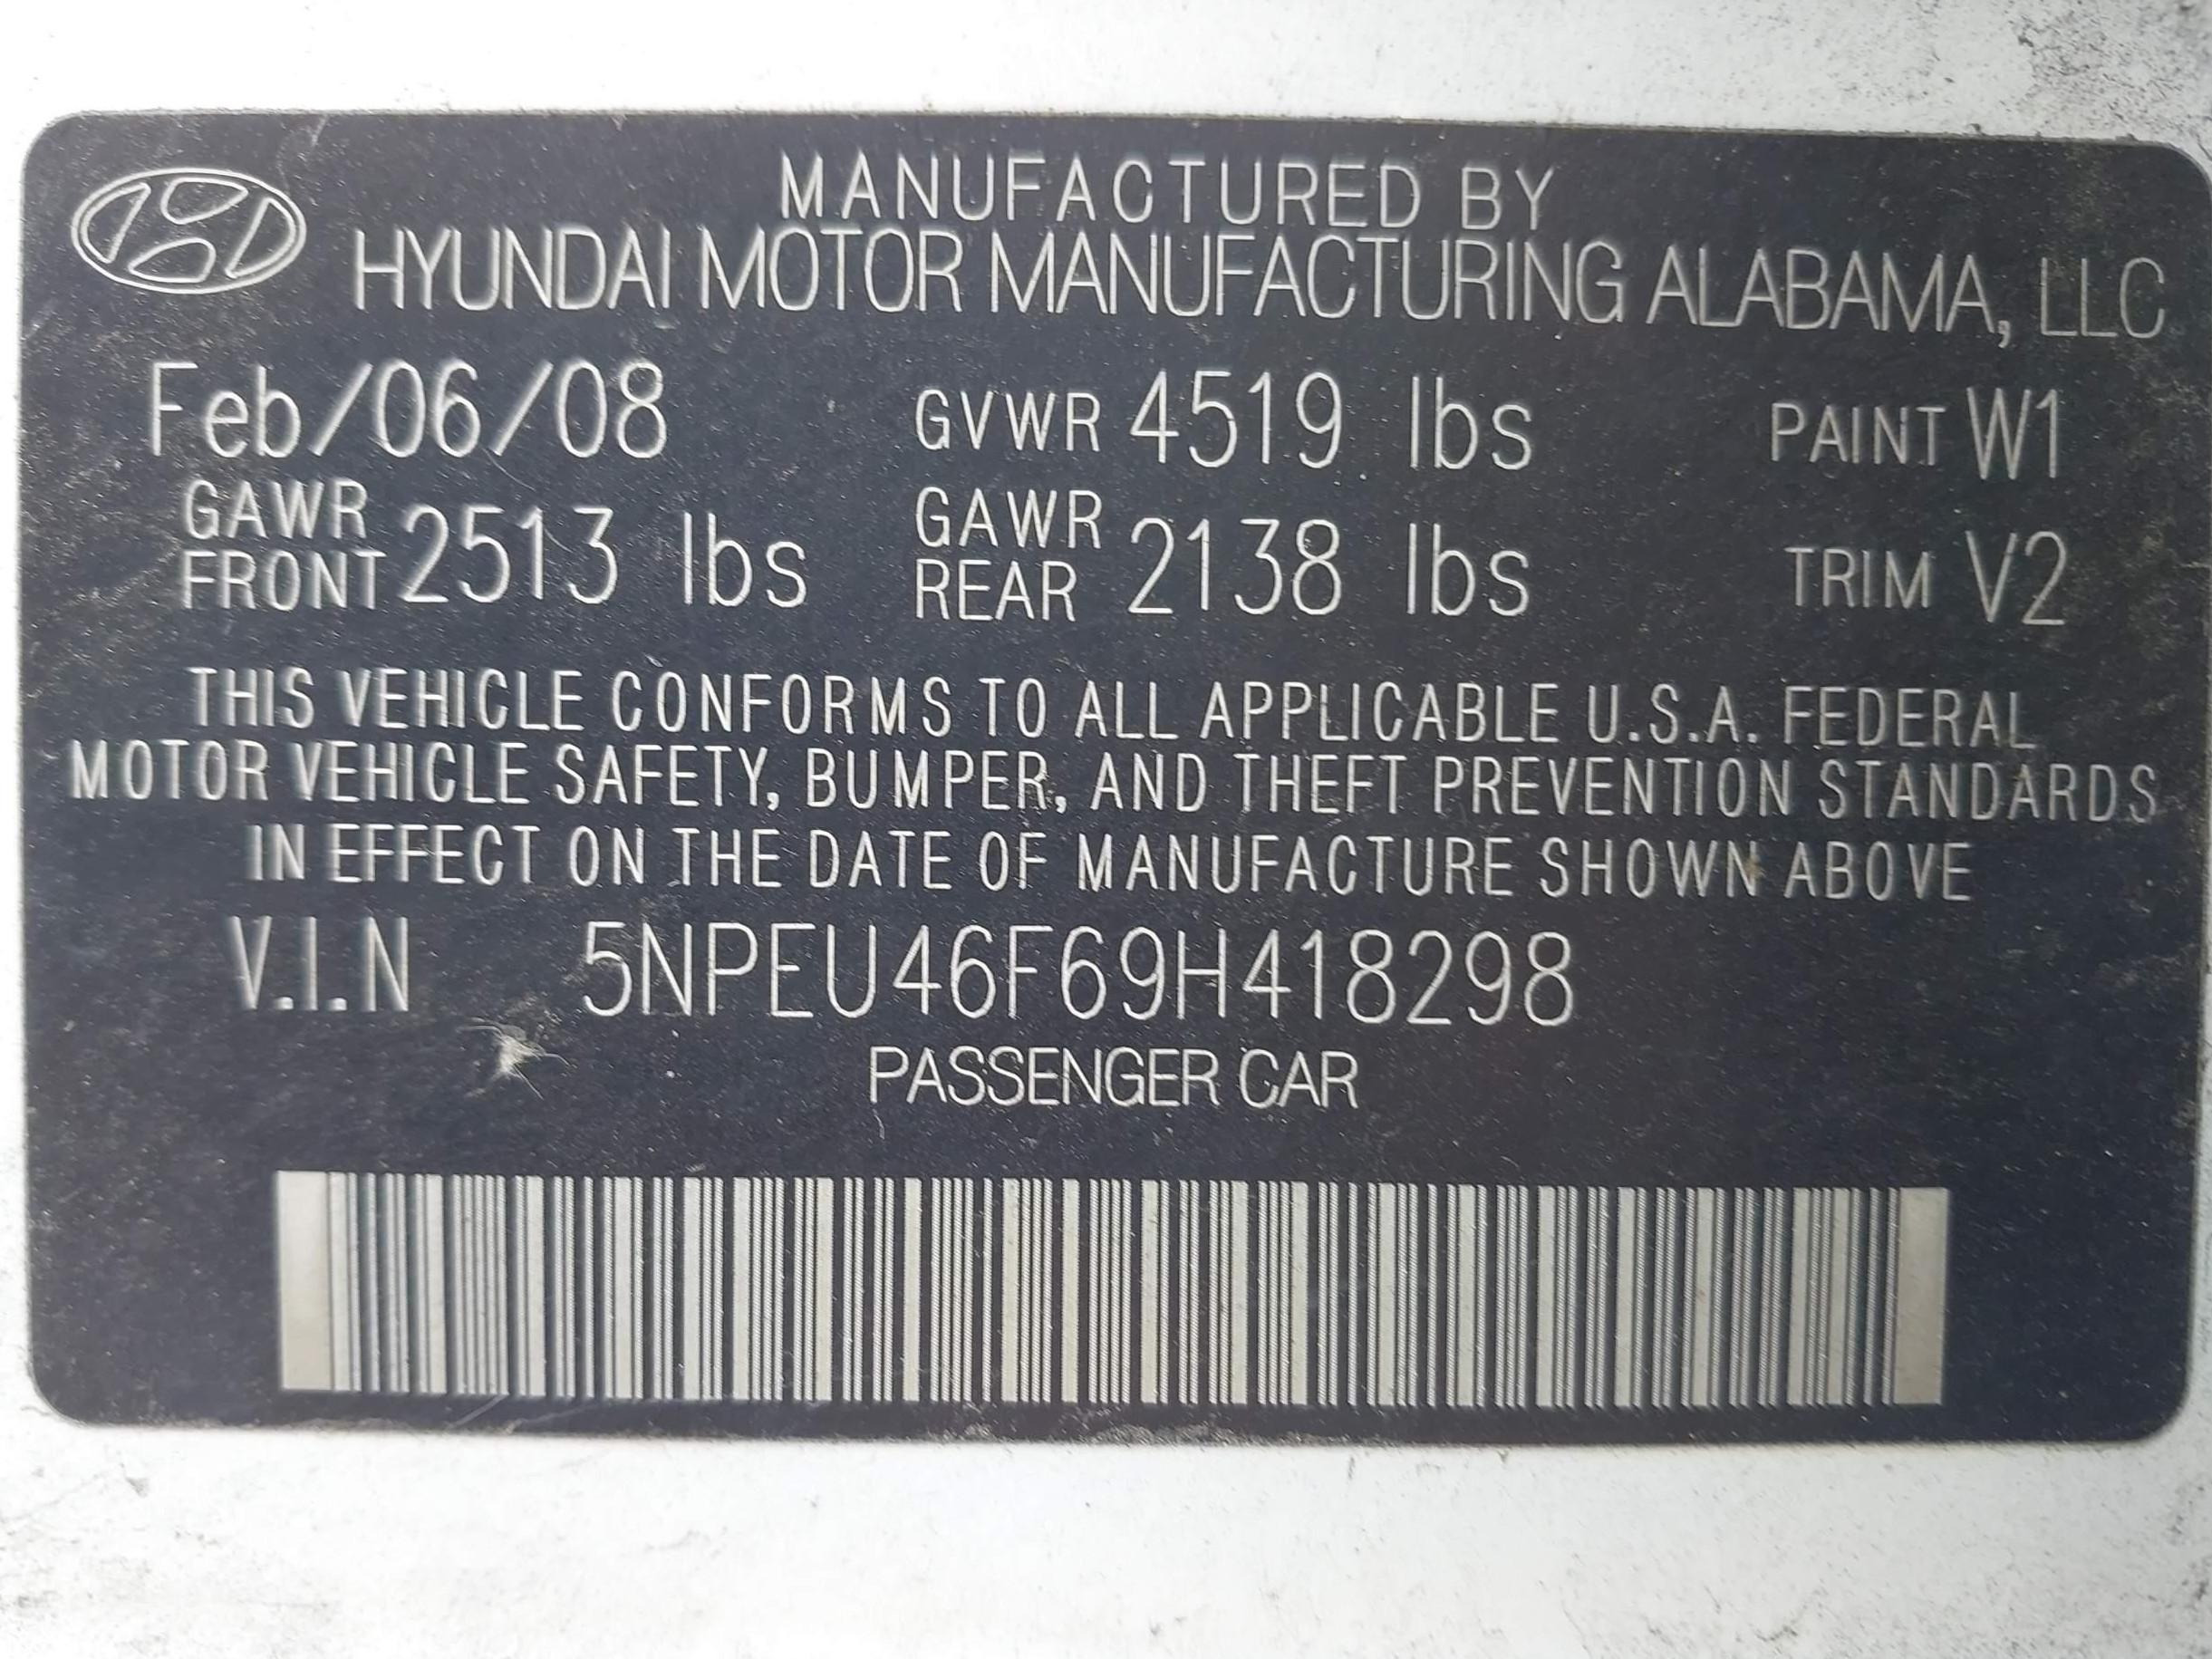 MANUFACTURED BY
HYUNDAI MOTOR MANUFACTURING ALABAMA, LLC
Feb/06/08 GVWR 4519 lbs PAINT W1
GAWR FRONT 2513 lbs GAWR REAR 2138 lbs TRIM V2
THIS VEHICLE CONFORMS TO ALL APPLICABLE U.S.A. FEDERAL
MOTOR VEHICLE SAFETY, BUMPER, AND THEFT PREVENTION STANDARDS
IN EFFECT ON THE DATE OF MANUFACTURE SHOWN ABOVE
V.I.N 5NPEU46F69H418298
PASSENGER CAR